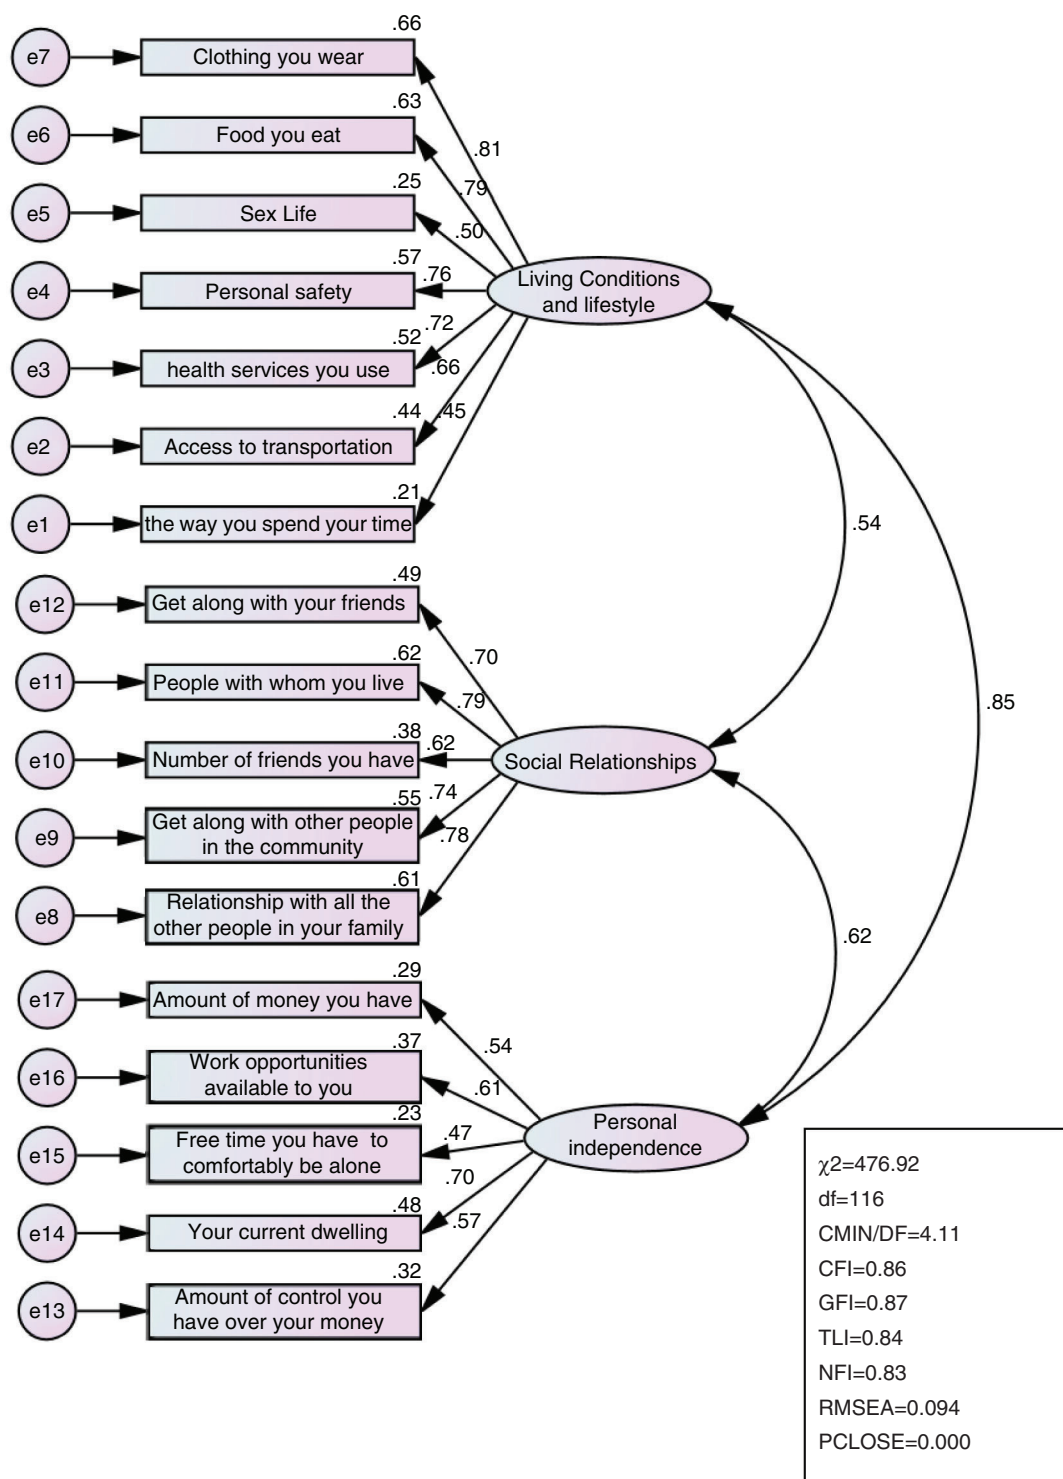 .66
e7
Clothing you wear
.81
.63
e6
Food you eat
.79
.25
e5
Sex Life
.50
.57
e4
Personal safety
.76
Living Conditions
and lifestyle
.52
.72
e3
health services you use
.66
.44
.45
e2
Access to transportation
.21
e1
the way you spend your time
.54
.49
e12
Get along with your friends
.70
.62
e11
People with whom you live
.79
.85
.38
e10
Number of friends you have
.62
Social Relationships
.55
.74
e9
Get along with other people
in the community
.78
.61
e8
Relationship with all the
other people in your family
.62
.29
e17
Amount of money you have
.54
.37
e16
Work opportunities
available to you
.61
.23
e15
Free time you have to
comfortably be alone
.47
Personal
independence
.70
.48
e14
Your current dwelling
.57
.32
e13
Amount of control you
have over your money
χ2=476.92
df=116
CMIN/DF=4.11
CFI=0.86
GFI=0.87
TLI=0.84
NFI=0.83
RMSEA=0.094
PCLOSE=0.000